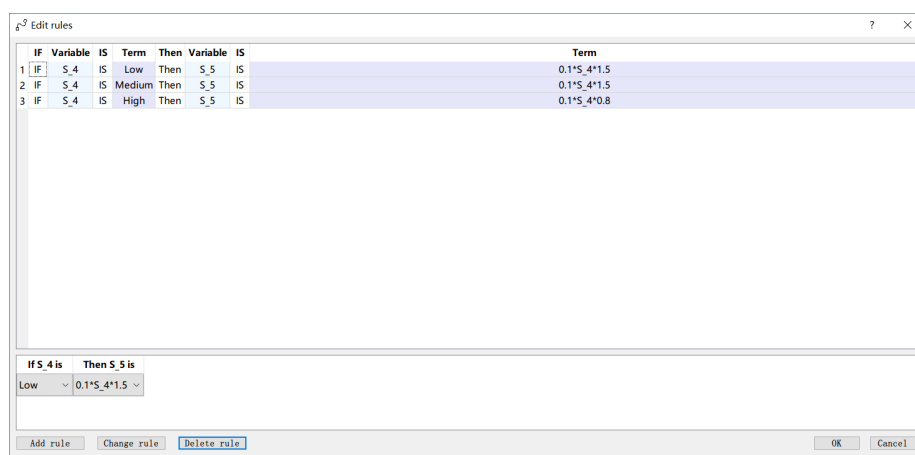 Edit rules ? ×
IF Variable IS Term Then Variable IS Term
1 IF S_4 IS Low Then S_5 IS 0.1*S_4*1.5
2 IF S_4 IS Medium Then S_5 IS 0.1*S_4*1.5
3 IF S_4 IS High Then S_5 IS 0.1*S_4*0.8
If S_4 is Then S_5 is
Low 0.1*S_4*1.5
Add rule Change rule Delete rule OK Cancel